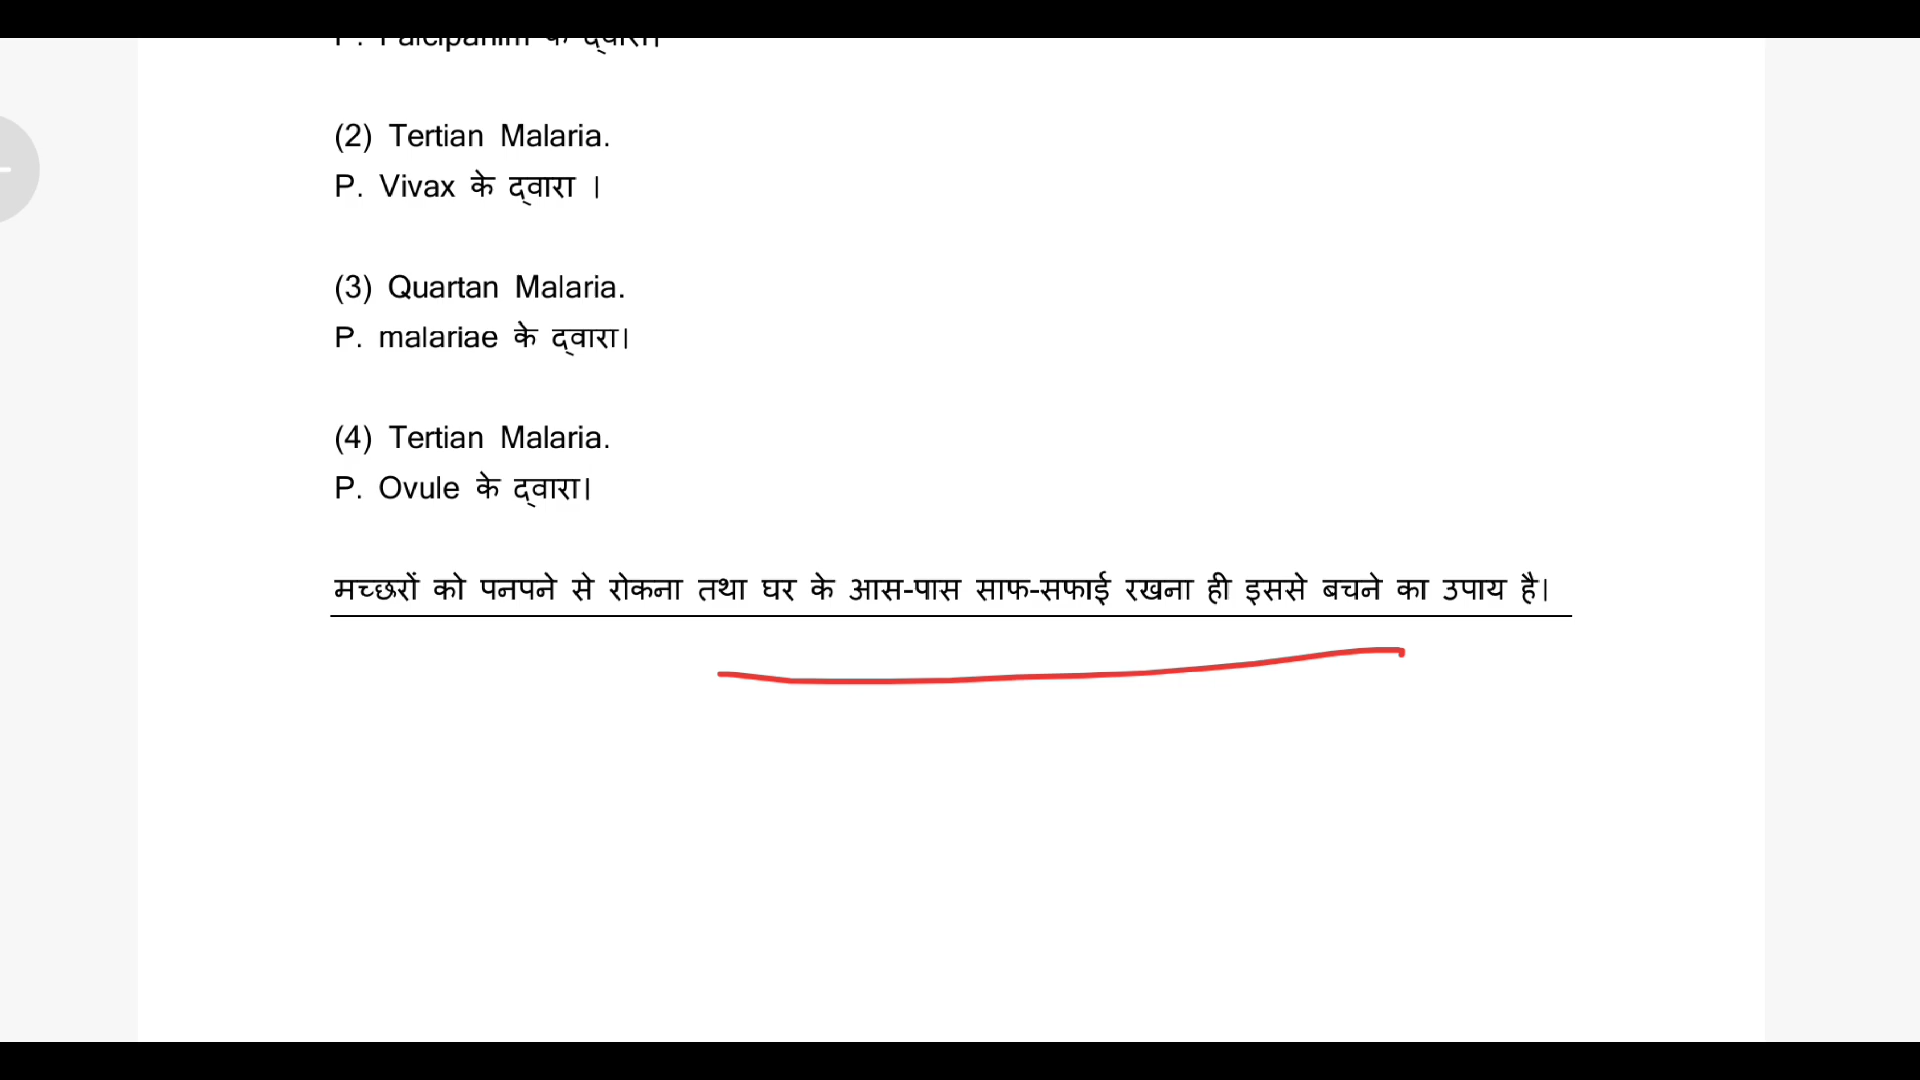 (2) Tertian Malaria.
P. Vivax के द्वारा ।
(3) Quartan Malaria.
P. malariae के द्वारा।
(4) Tertian Malaria.
P. Ovule के द्वारा।
मच्छरों को पनपने से रोकना तथा घर के आस-पास साफ-सफाई रखना ही इससे बचने का उपाय है।